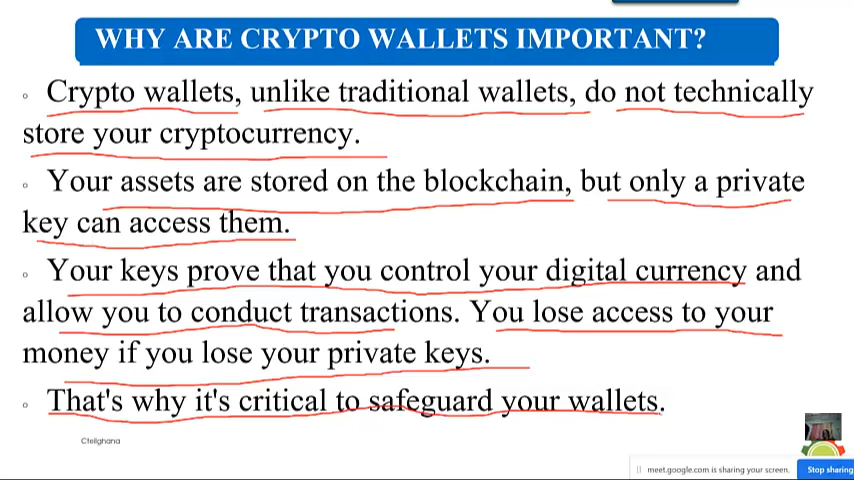 WHY ARE CRYPTO WALLETS IMPORTANT?
Crypto wallets, unlike traditional wallets, do not technically
store your cryptocurrency.
Your assets are stored on the blockchain, but only a private
key can access them.
Your keys prove that you control your digital currency and
allow you to conduct transactions. You lose access to your
money if you lose your private keys.
That's why it's critical to safeguard your wallets.
Ctellghana
meet.google.com is sharing your screen.
Stop sharing